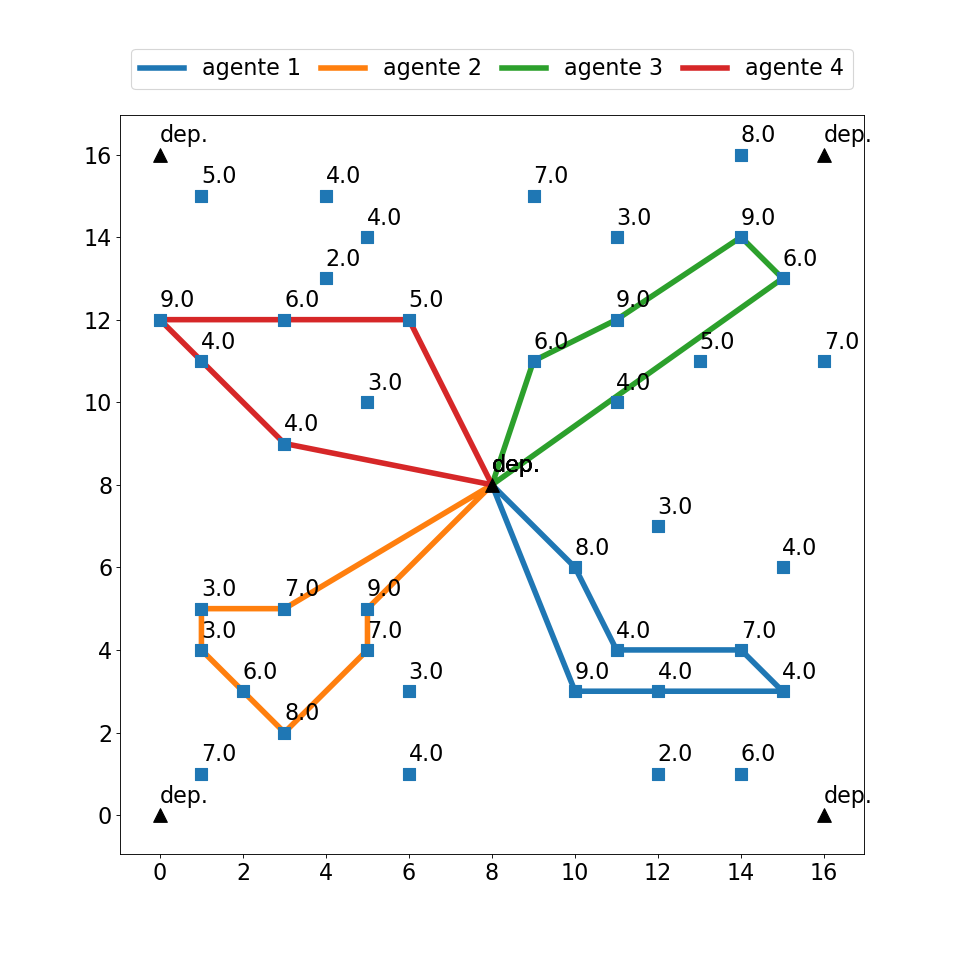 agente 1 agente 2 agente 3 agente 4
dep. 8.0 dep.
16
5.0 4.0 7.0
4.0 3.0 9.0
14
2.0 6.0
9.0 6.0 5.0 9.0
12
4.0 6.0 5.0 7.0
3.0 4.0
10
4.0
dep.
8
3.0
8.0 4.0
6
3.0 7.0 9.0
3.0 7.0 4.0 7.0
4
6.0 3.0 9.0 4.0 4.0
8.0
2
7.0 4.0 2.0 6.0
dep. dep.
0
0 2 4 6 8 10 12 14 16